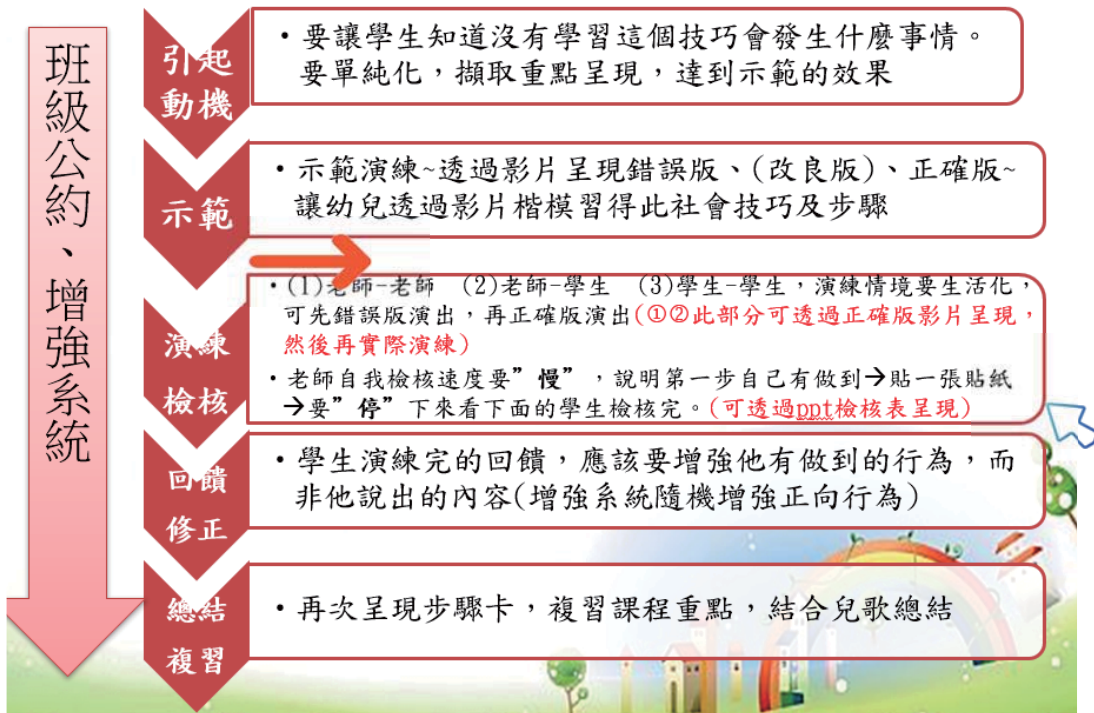 班級公約、增強系統
引起
動機
•要讓學生知道沒有學習這個技巧會發生什麼事情。
要單純化，擷取重點呈現，達到示範的效果
示範
•示範演練~透過影片呈現錯誤版、(改良版)、正確版~
讓幼兒透過影片楷模習得此社會技巧及步驟
演練
檢核
•(1)老師-老師 (2)老師-學生 (3)學生-學生，演練情境要生活化，
可先錯誤版演出，再正確版演出(①②此部分可透過正確版影片呈現，
然後再實際演練)
•老師自我檢核速度要”慢”，說明第一步自己有做到→貼一張貼紙
→要”停”下來看下面的學生檢核完。(可透過ppt檢核表呈現)
回饋
修正
•學生演練完的回饋，應該要增強他有做到的行為，而
非他說出的內容(增強系統隨機增強正向行為)
總結
複習
•再次呈現步驟卡，複習課程重點，結合兒歌總結